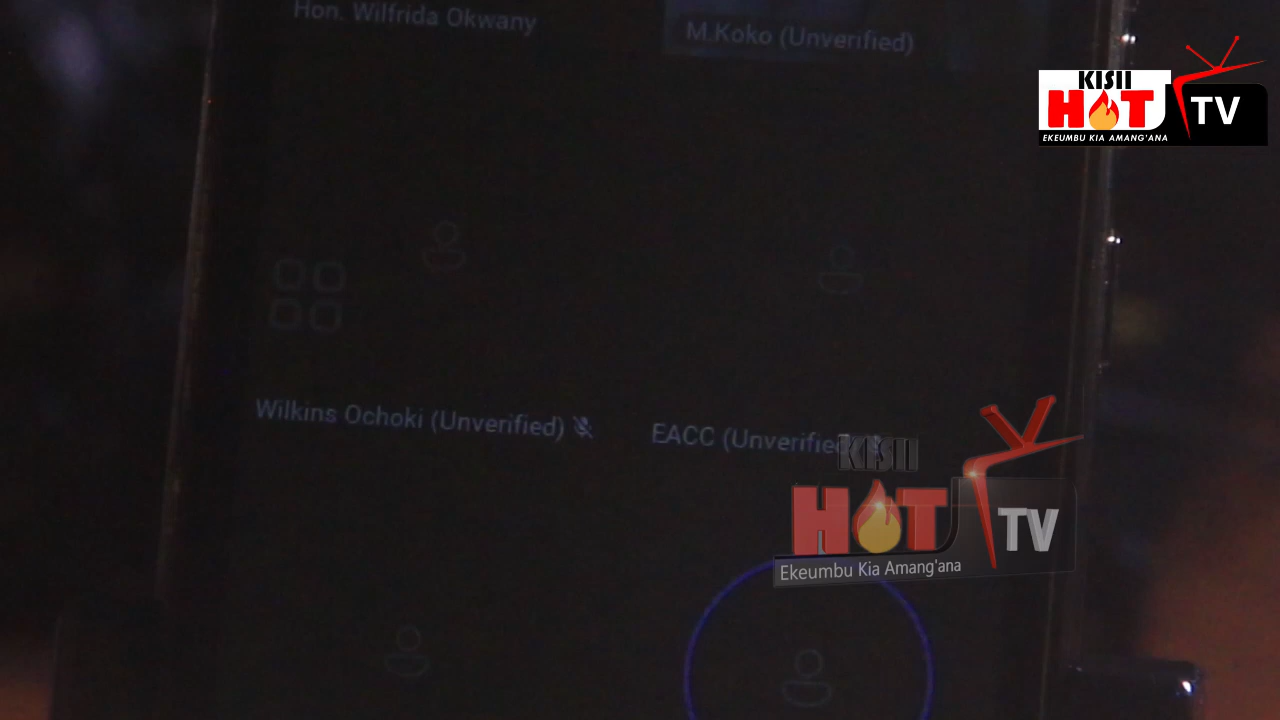 Hon. Wilfrida Okwany
M.Koko (Unverified)
KISII
HOT TV
EKEUMBU KIA AMANG'ANA
Wilkins Ochoki (Unverified)
EACC (Unverified)
KISII
HOT TV
Ekeumbu Kia Amang'ana